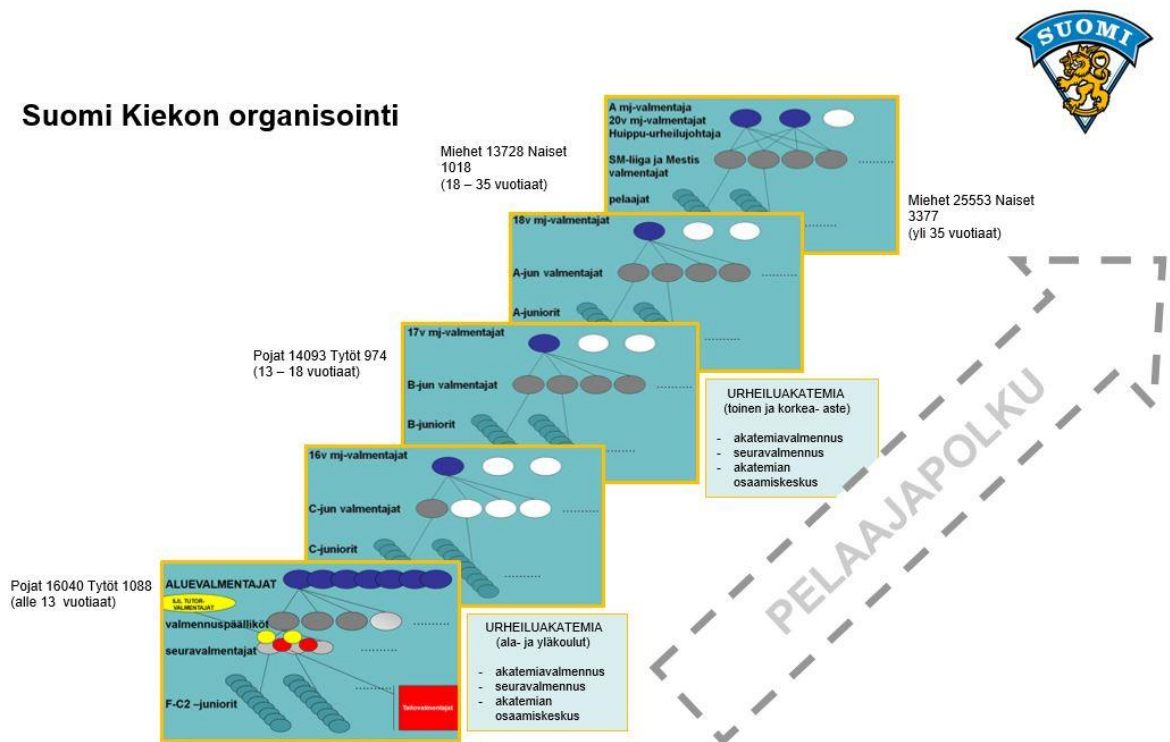 SUOMI
Suomi Kiekon organisointi
A mj-valmentaja
20v mj-valmentajat
Huippu-urheilujohtaja
SM-liiga ja Mestis
valmentajat
pelaajat
Miehet 13728 Naiset
1018
(18 – 35 vuotiaat)
Miehet 25553 Naiset
3377
(yli 35 vuotiaat)
18v mj-valmentajat
A-jun valmentajat
A-juniorit
17v mj-valmentajat
B-jun valmentajat
B-juniorit
Pojat 14093 Tytöt 974
(13 – 18 vuotiaat)
URHEILUAKATEMIA
(toinen ja korkea- aste)
- akatemiavalmennus
- seuravalmennus
- akatemian
osaamiskeskus
16v mj-valmentajat
C-jun valmentajat
C-juniorit
PELAAJAPOLKU
Pojat 16040 Tytöt 1088
(alle 13 vuotiaat)
ALUEVALMENTAJAT
SJL TUTOR-
VALMENTAJAT
valmennuspäälliköt
seuravalmentajat
F-C2 –juniorit
Taitovalmentajat
URHEILUAKATEMIA
(ala- ja yläkoulut)
- akatemiavalmennus
- seuravalmennus
- akatemian
osaamiskeskus